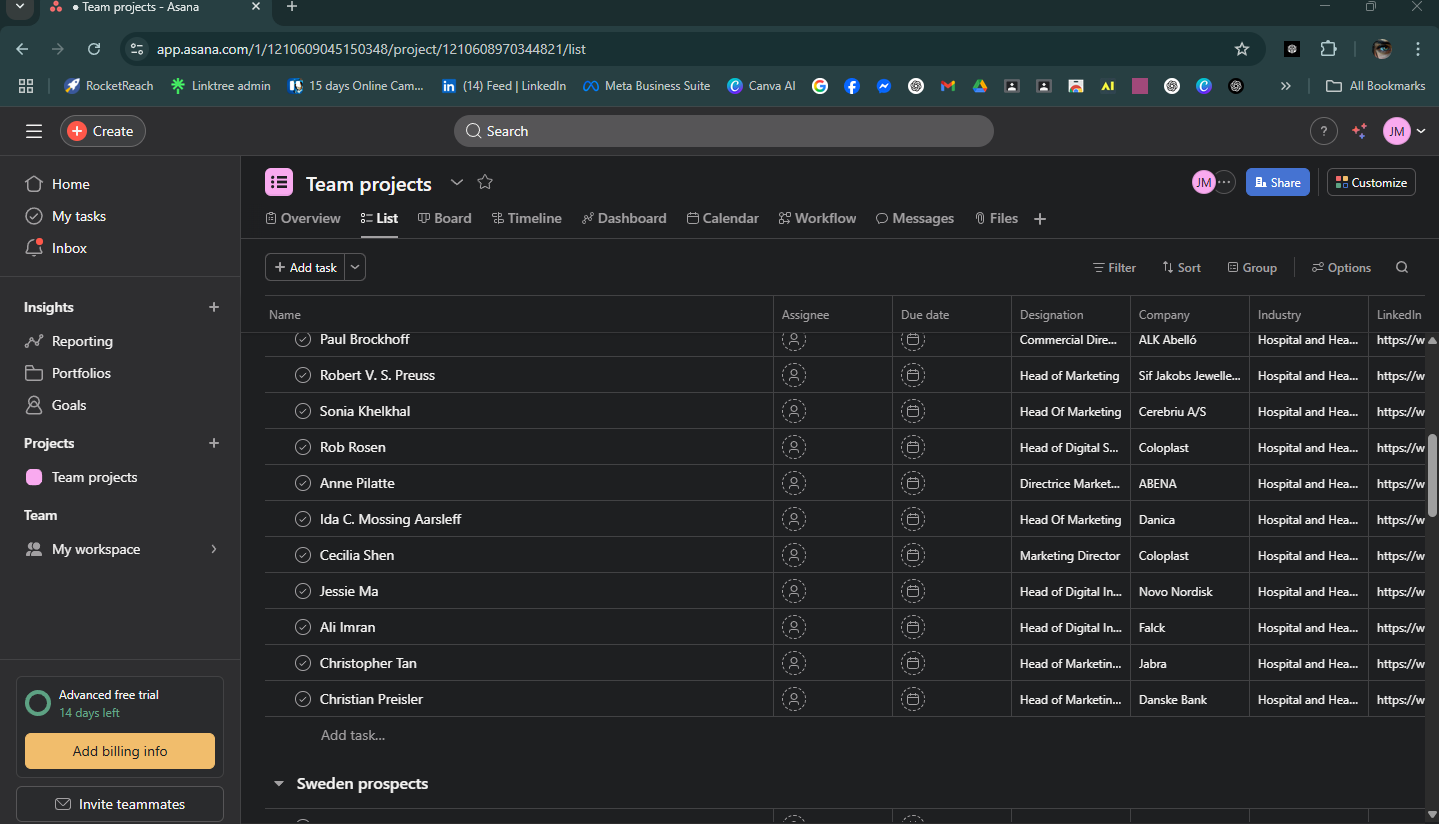 Team projects - Asana
app.asana.com/1/1210609045150348/project/1210608970344821/list
RocketReach
Linktree admin
15 days Online Cam...
(14) Feed | LinkedIn
Meta Business Suite
Canva AI
AI
All Bookmarks
Create
Search
?
JM
Home
My tasks
Inbox
Insights
Reporting
Portfolios
Goals
Projects
Team projects
Team
My workspace
Advanced free trial
14 days left
Add billing info
Invite teammates
Team projects
JM
Share
Customize
Overview List Board Timeline Dashboard Calendar Workflow Messages Files
Add task Filter Sort Group Options
Name Assignee Due date Designation Company Industry LinkedIn
Paul Brockhoff Commercial Dire... ALK Abelló Hospital and Hea... https://w
Robert V. S. Preuss Head of Marketing Sif Jakobs Jewelle... Hospital and Hea... https://w
Sonia Khelkhal Head Of Marketing Cerebriu A/S Hospital and Hea... https://w
Rob Rosen Head of Digital S... Coloplast Hospital and Hea... https://w
Anne Pilatte Directrice Market... ABENA Hospital and Hea... https://w
Ida C. Mossing Aarsleff Head Of Marketing Danica Hospital and Hea... https://w
Cecilia Shen Marketing Director Coloplast Hospital and Hea... https://w
Jessie Ma Head of Digital In... Novo Nordisk Hospital and Hea... https://w
Ali Imran Head of Digital In... Falck Hospital and Hea... https://w
Christopher Tan Head of Marketin... Jabra Hospital and Hea... https://w
Christian Preisler Head of Marketin... Danske Bank Hospital and Hea... https://w
Add task...
Sweden prospects